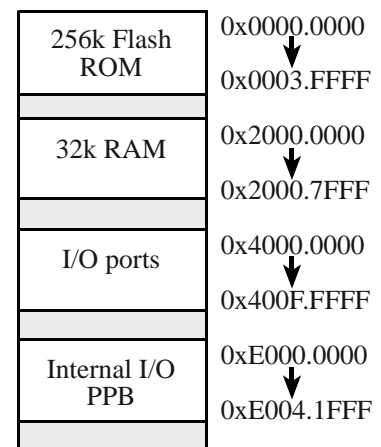 256k Flash
ROM
0x0000.0000
0x0003.FFFF
32k RAM
0x2000.0000
0x2000.7FFF
I/O ports
0x4000.0000
0x400F.FFFF
Internal I/O
PPB
0xE000.0000
0xE004.1FFF